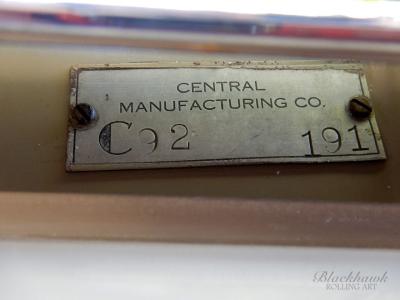 CENTRAL
MANUFACTURING CO.
C92 191
Blackhawk
ROLLING ART